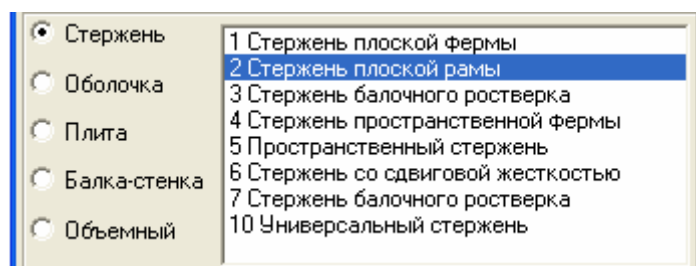 Стержень
Оболочка
Плита
Балка-стенка
Объемный
1 Стержень плоской фермы
2 Стержень плоской рамы
3 Стержень балочного ростверка
4 Стержень пространственной фермы
5 Пространственный стержень
6 Стержень со сдвиговой жесткостью
7 Стержень балочного ростверка
10 Универсальный стержень